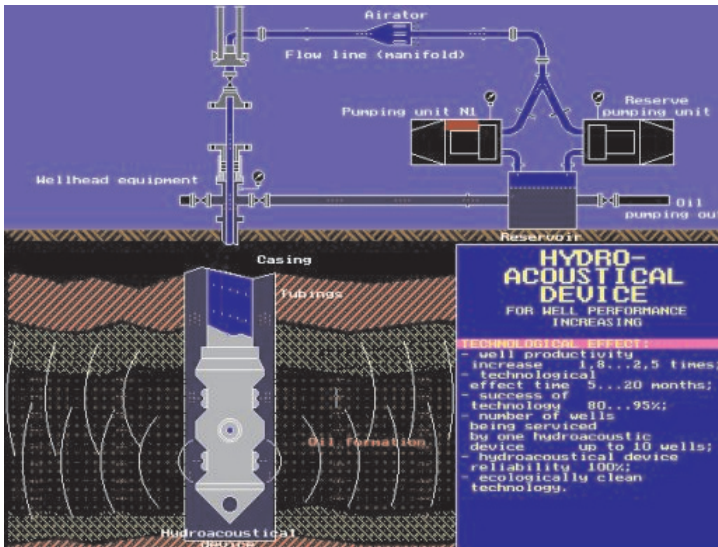 Airator
Flow line (manifold)
Pumping unit N1
Reserve
pumping unit
Wellhead equipment
Oil
pumping out
Reservoir
Casing
Tubings
Oil formation
Hydroacoustical
device
HYDRO-
ACOUSTICAL
DEVICE
FOR WELL PERFORMANCE
INCREASING
TECHNOLOGICAL EFFECT:
- well productivity
increase 1,8...2,5 times;
- technological
effect time 5...20 months;
- success of
technology 80...95%;
- number of wells
being serviced
by one hydroacoustic
device up to 10 wells;
- hydroacoustical device
reliability 100%;
- ecologically clean
technology.